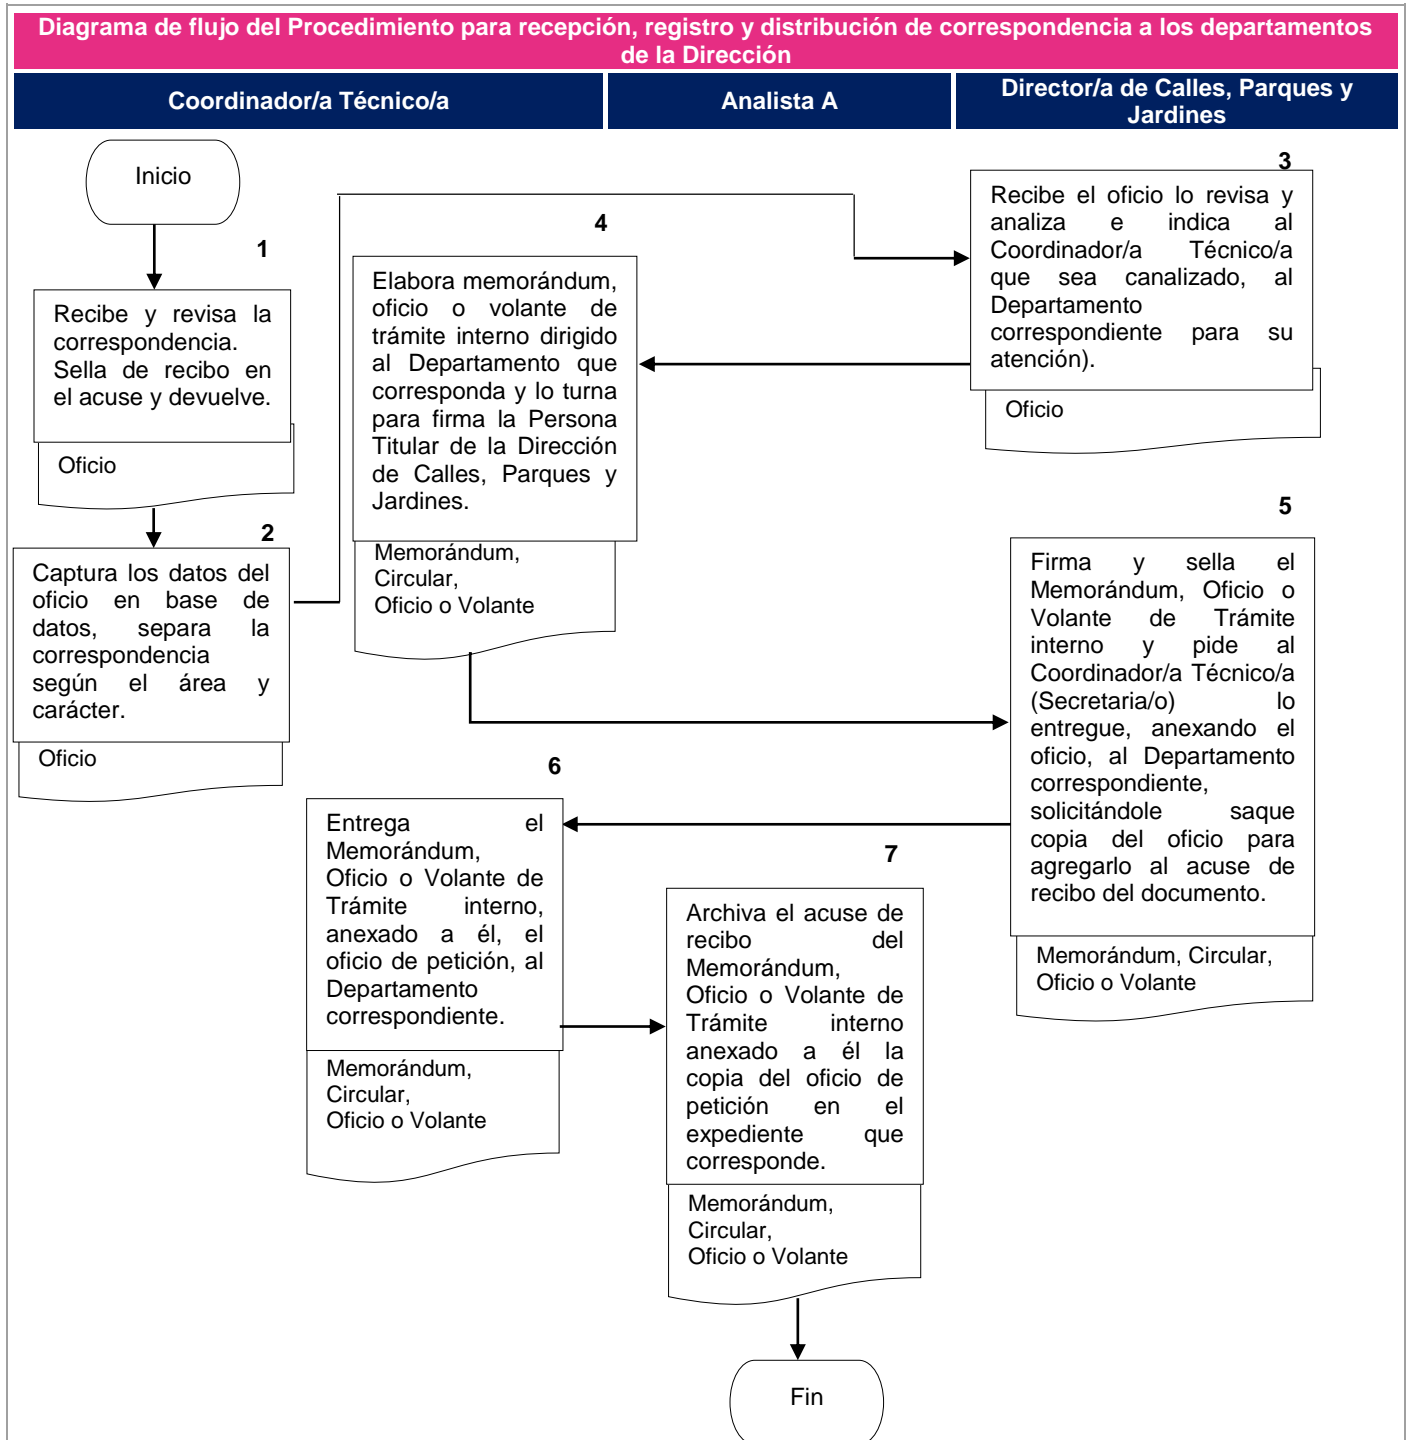 Diagrama de flujo del Procedimiento para recepción, registro y distribución de correspondencia a los departamentos
de la Dirección
Coordinador/a Técnico/a
Analista A
Director/a de Calles, Parques y
Jardines
Inicio
1
Recibe y revisa la
correspondencia.
Sella de recibo en
el acuse y devuelve.
Oficio
2
Captura los datos del
oficio en base de
datos, separa la
correspondencia
según el área y
carácter.
Oficio
3
Recibe el oficio lo revisa y
analiza e indica al
Coordinador/a Técnico/a
que sea canalizado, al
Departamento
correspondiente para su
atención).
Oficio
4
Elabora memorándum,
oficio o volante de
trámite interno dirigido
al Departamento que
corresponda y lo turna
para firma la Persona
Titular de la Dirección
de Calles, Parques y
Jardines.
Memorándum,
Circular,
Oficio o Volante
5
Firma y sella el
Memorándum, Oficio o
Volante de Trámite
interno y pide al
Coordinador/a Técnico/a
(Secretaria/o) lo
entregue, anexando el
oficio, al Departamento
correspondiente,
solicitándole saque
copia del oficio para
agregarlo al acuse de
recibo del documento.
Memorándum, Circular,
Oficio o Volante
6
Entrega el
Memorándum,
Oficio o Volante de
Trámite interno,
anexado a él, el
oficio de petición, al
Departamento
correspondiente.
Memorándum,
Circular,
Oficio o Volante
7
Archiva el acuse de
recibo del
Memorándum,
Oficio o Volante de
Trámite interno
anexado a él la
copia del oficio de
petición en el
expediente que
corresponde.
Memorándum,
Circular,
Oficio o Volante
Fin